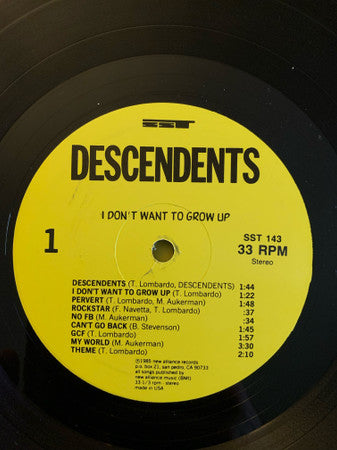 SST
DESCENDENTS
I DON'T WANT TO GROW UP
1
SST 143
33 RPM
Stereo
DESCENDENTS (T. Lombardo, DESCENDENTS) 1:44
I DON'T WANT TO GROW UP (T. Lombardo) 1:22
PERVERT (T. Lombardo, M. Aukerman) 1:48
ROCKSTAR (F. Navetta, T. Lombardo) :37
NO FB (M. Aukerman) :34
CAN'T GO BACK (B. Stevenson) 1:45
GCF (T. Lombardo) 1:57
MY WORLD (M. Aukerman) 3:30
THEME (T. Lombardo) 2:10
Ⓟ1985 new alliance records
p.o. box 21, san pedro, CA 90733
all songs published by
new alliance music (BMI)
33-1/3 rpm - stereo
made in USA